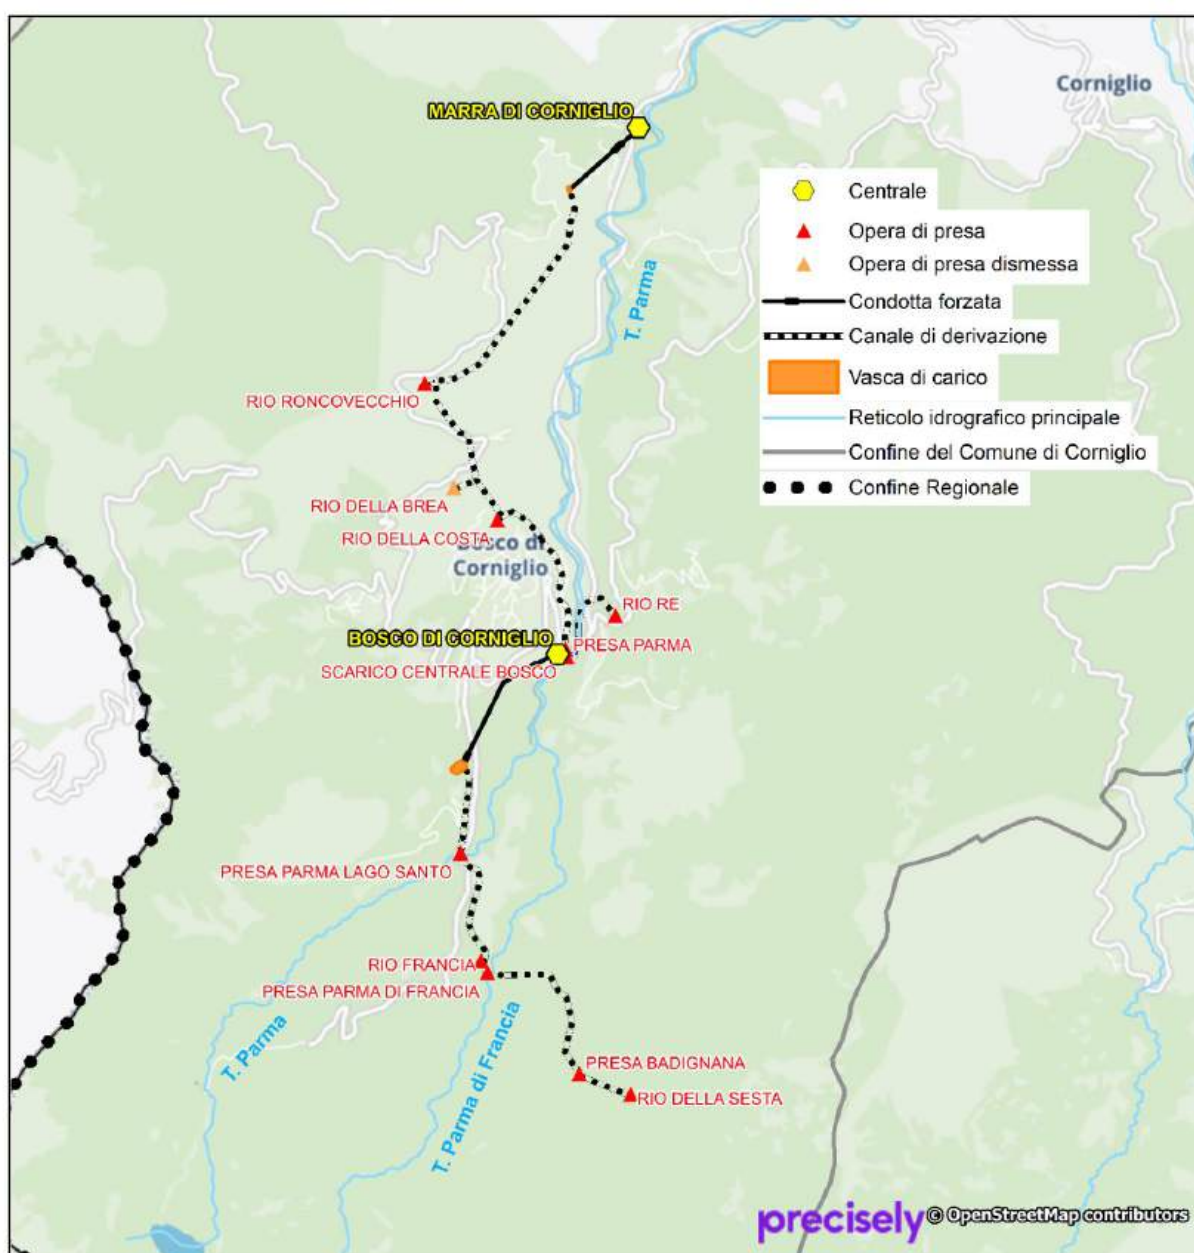 Corniglio
MARRA DI CORNIGLIO
Centrale
Opera di presa
Opera di presa dismessa
Condotta forzata
Canale di derivazione
Vasca di carico
Reticolo idrografico principale
Confine del Comune di Corniglio
Confine Regionale
T. Parma
RIO RONCOVECCHIO
RIO DELLA BREA
RIO DELLA COSTA
Bosco di
Corniglio
RIO RE
BOSCO DI CORNIGLIO
PRESA PARMA
SCARICO CENTRALE BOSCO
PRESA PARMA LAGO SANTO
RIO FRANCIA
PRESA PARMA DI FRANCIA
T. Parma
T. Parma di Francia
PRESA BADIGNANA
RIO DELLA SESTA
precisely © OpenStreetMap contributors